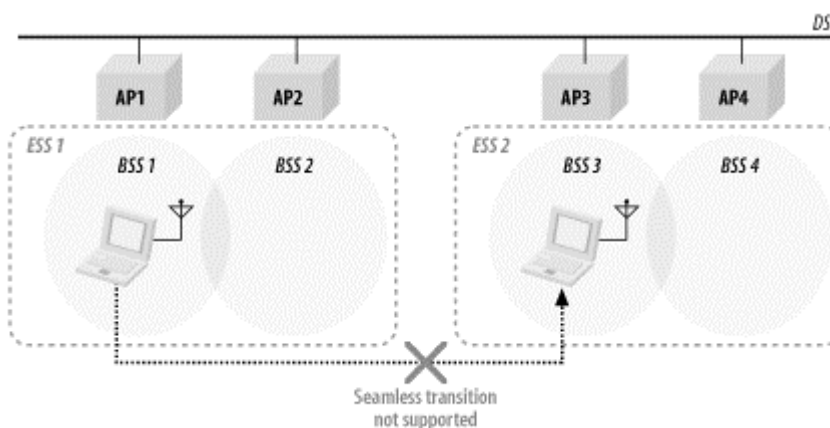 DS
AP1
AP2
AP3
AP4
ESS 1
BSS 1
BSS 2
ESS 2
BSS 3
BSS 4
Seamless transition
not supported